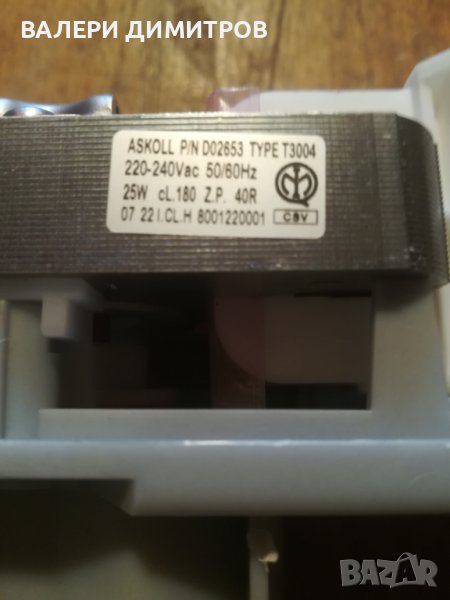 ВАЛЕРИ ДИМИТРОВ
ASKOLL P/N D02653 TYPE T3004
220-240Vac 50/60Hz
25W cL.180 Z.P. 40R
07 22 I.CL.H 8001220001
CSV
BAZAR